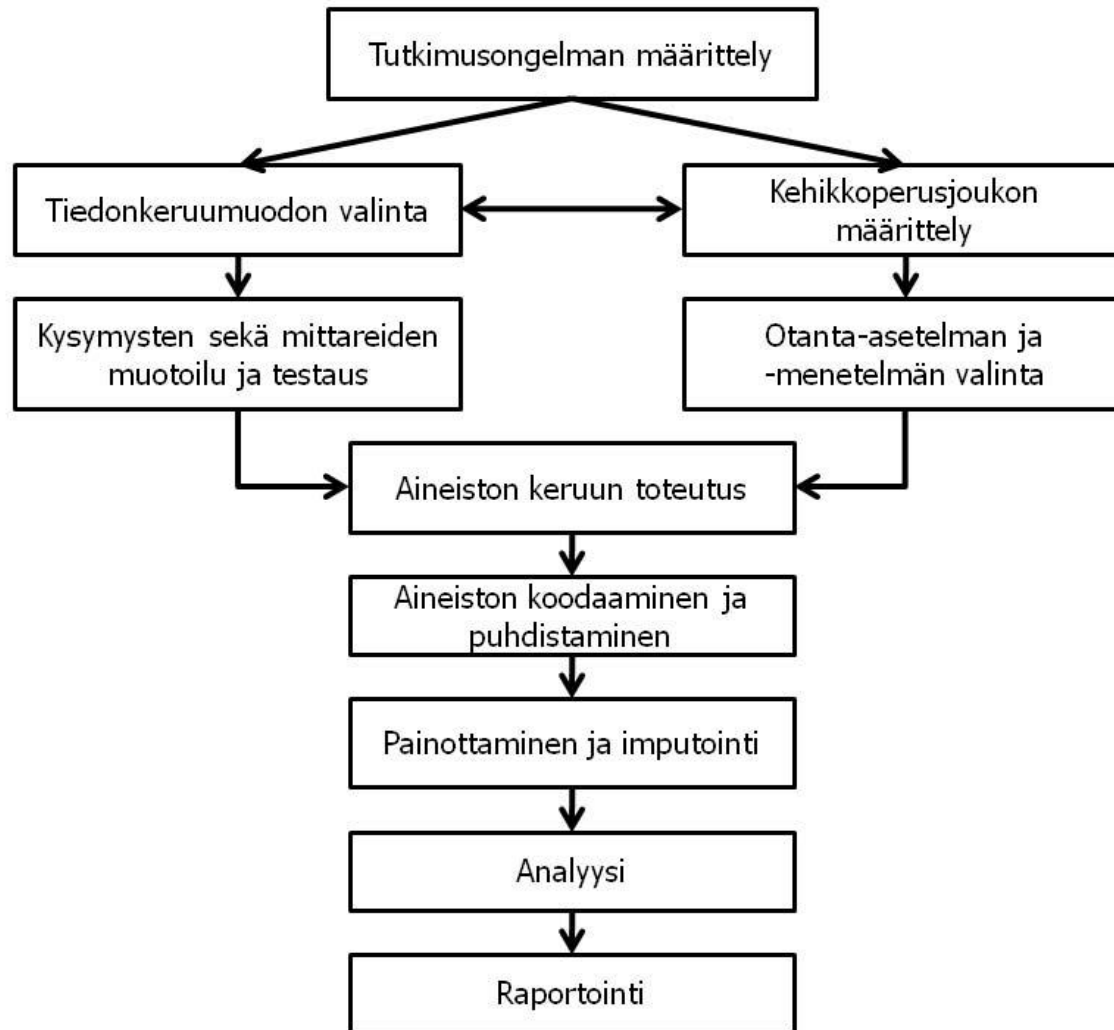 Tutkimusongelman määrittely
Tiedonkeruumuodon valinta
Kehikkoperusjoukon
määrittely
Kysymysten sekä mittareiden
muotoilu ja testaus
Otanta-asetelman ja
-menetelmän valinta
Aineiston keruun toteutus
Aineiston koodaaminen ja
puhdistaminen
Painottaminen ja imputointi
Analyysi
Raportointi